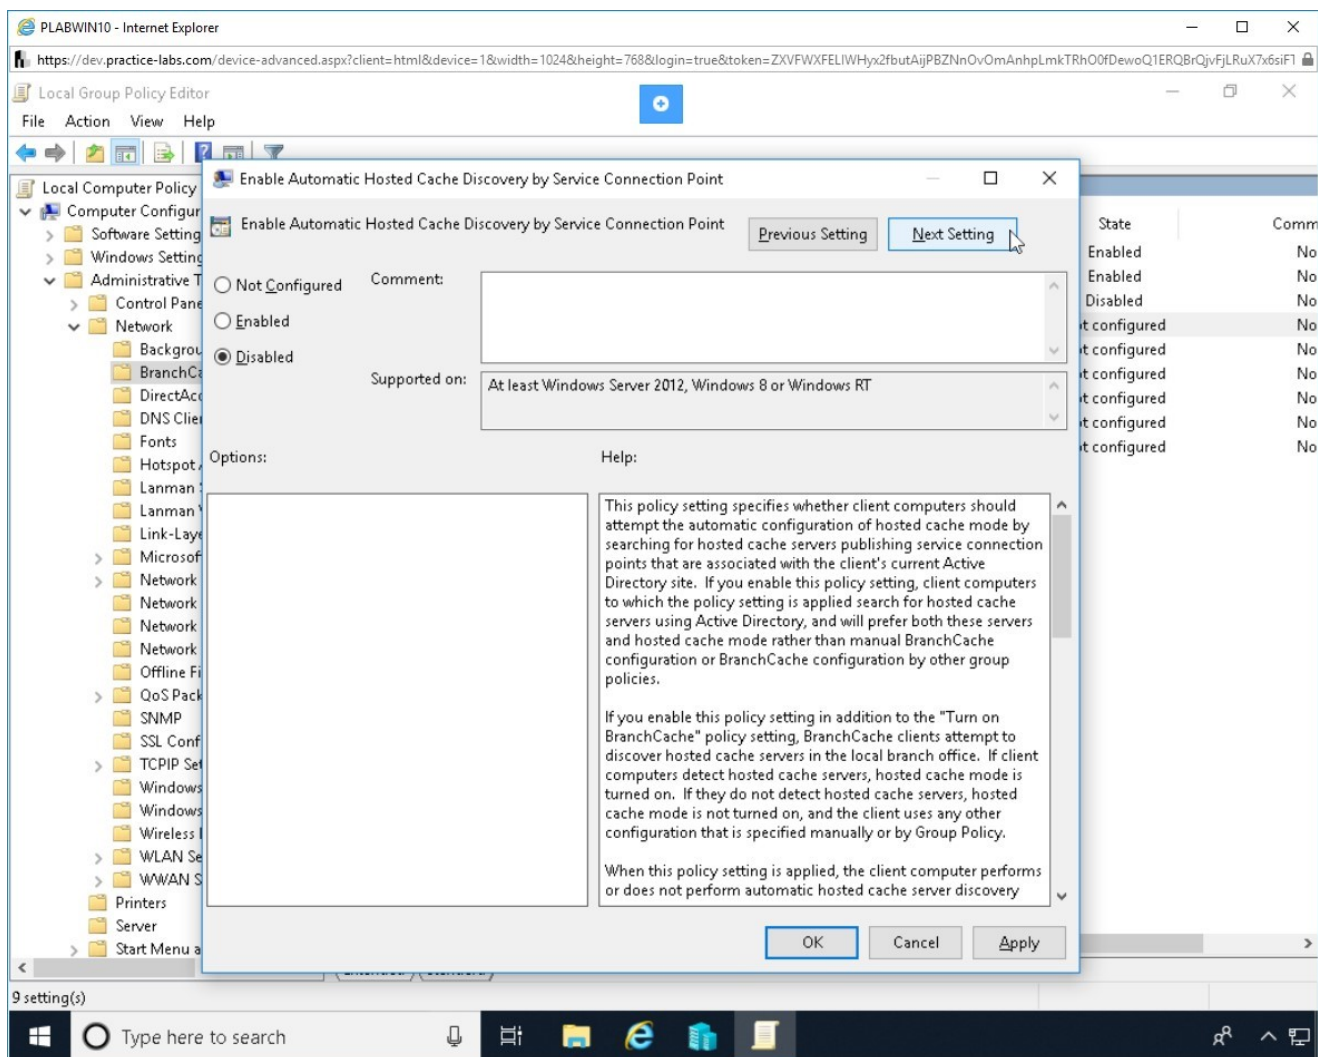 PLABWIN10 - Internet Explorer
https://dev.practice-labs.com/device-advanced.aspx?client=html&device=1&width=1024&height=768&login=true&token=ZXVFWXFELIWHyx2fbutAijPBZNnOvOmAnhpLmkTRhO0fDewoQ1ERQBrQjvFjLRuX7x6siF1
Local Group Policy Editor
File Action View Help
Local Computer Policy
Computer Configur
Software Setting
Windows Setting
Administrative T
Control Pane
Network
Backgrou
BranchCa
DirectAcc
DNS Clie
Fonts
Hotspot
Lanman
Lanman
Link-Laye
Microsof
Network
Network
Network
Network
Offline Fi
QoS Pack
SNMP
SSL Conf
TCPIP Set
Windows
Windows
Wireless
WLAN Se
WWAN S
Printers
Server
Start Menu a
Enable Automatic Hosted Cache Discovery by Service Connection Point
Enable Automatic Hosted Cache Discovery by Service Connection Point
Previous Setting Next Setting
Not Configured
Enabled
Disabled
Comment:
Supported on:
At least Windows Server 2012, Windows 8 or Windows RT
Options:
Help:
This policy setting specifies whether client computers should
attempt the automatic configuration of hosted cache mode by
searching for hosted cache servers publishing service connection
points that are associated with the client's current Active
Directory site. If you enable this policy setting, client computers
to which the policy setting is applied search for hosted cache
servers using Active Directory, and will prefer both these servers
and hosted cache mode rather than manual BranchCache
configuration or BranchCache configuration by other group
policies.
If you enable this policy setting in addition to the "Turn on
BranchCache" policy setting, BranchCache clients attempt to
discover hosted cache servers in the local branch office. If client
computers detect hosted cache servers, hosted cache mode is
turned on. If they do not detect hosted cache servers, hosted
cache mode is not turned on, and the client uses any other
configuration that is specified manually or by Group Policy.
When this policy setting is applied, the client computer performs
or does not perform automatic hosted cache server discovery
OK Cancel Apply
State Comm
Enabled No
Enabled No
Disabled No
t configured No
t configured No
t configured No
t configured No
t configured No
t configured No
9 setting(s)
Type here to search